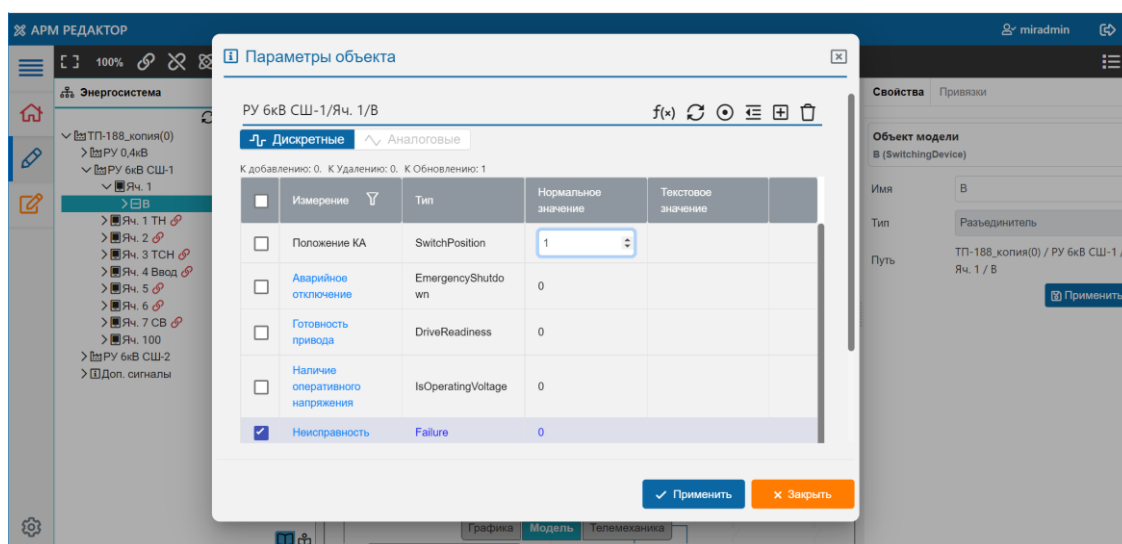 АРМ РЕДАКТОР
miradmin
100%
Энергосистема
ТП-188_копия(0)
РУ 0,4кВ
РУ 6кВ СШ-1
Яч. 1
В
Яч. 1 ТН
Яч. 2
Яч. 3 ТСН
Яч. 4 Ввод
Яч. 5
Яч. 6
Яч. 7 СВ
Яч. 100
РУ 6кВ СШ-2
Доп. сигналы
Параметры объекта
РУ 6кВ СШ-1/Яч. 1/В
f(x)
Дискретные Аналоговые
К добавлению: 0. К Удалению: 0. К Обновлению: 1
Измерение Тип Нормальное значение Текстовое значение
Положение КА SwitchPosition 1
Аварийное отключение EmergencyShutdown 0
Готовность привода DriveReadiness 0
Наличие оперативного напряжения IsOperatingVoltage 0
Неисправность Failure 0
Применить Закрыть
Графика Модель Телемеханика
Свойства Привязки
Объект модели
В (SwitchingDevice)
Имя В
Тип Разъединитель
Путь ТП-188_копия(0) / РУ 6кВ СШ-1 /
Яч. 1 / В
Применить